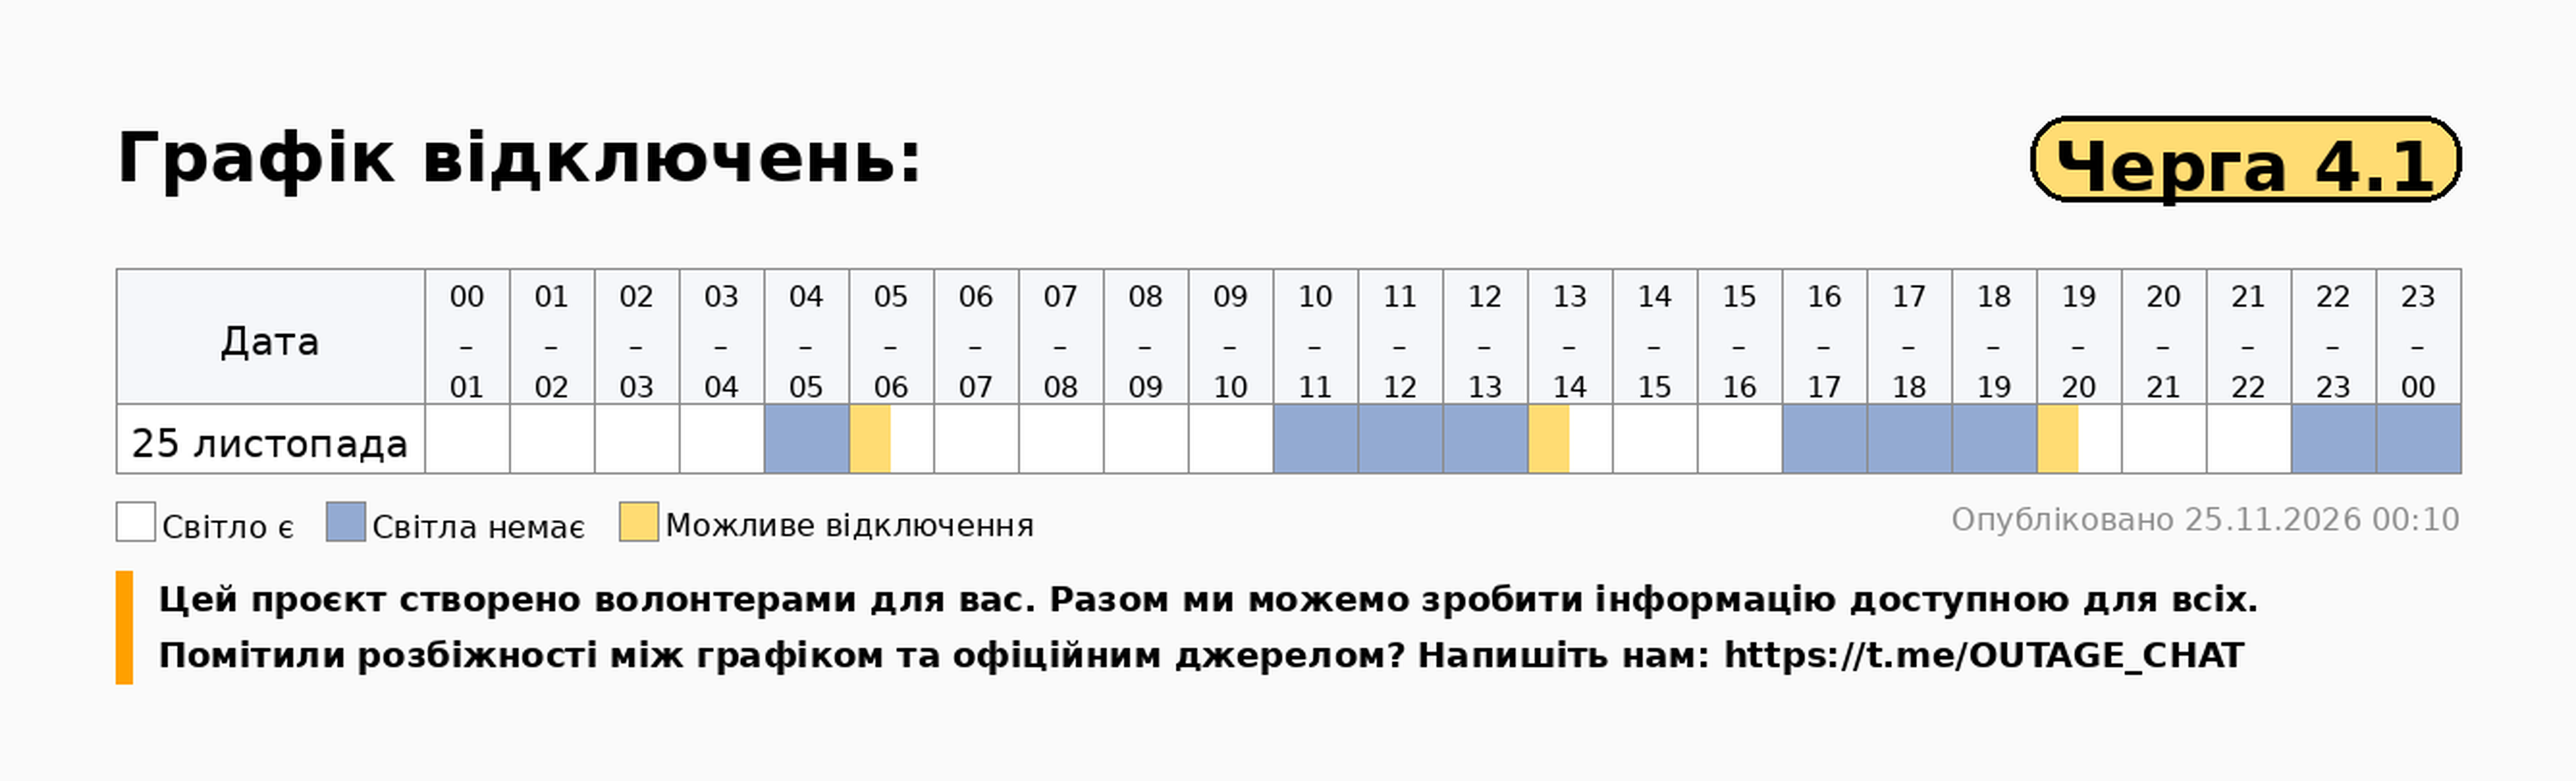 Графік відключень:
Черга 4.1
Дата
00 – 01
01 – 02
02 – 03
03 – 04
04 – 05
05 – 06
06 – 07
07 – 08
08 – 09
09 – 10
10 – 11
11 – 12
12 – 13
13 – 14
14 – 15
15 – 16
16 – 17
17 – 18
18 – 19
19 – 20
20 – 21
21 – 22
22 – 23
23 – 00
25 листопада
Світло є
Світла немає
Можливе відключення
Опубліковано 25.11.2026 00:10
Цей проєкт створено волонтерами для вас. Разом ми можемо зробити інформацію доступною для всіх.
Помітили розбіжності між графіком та офіційним джерелом? Напишіть нам: https://t.me/OUTAGE_CHAT